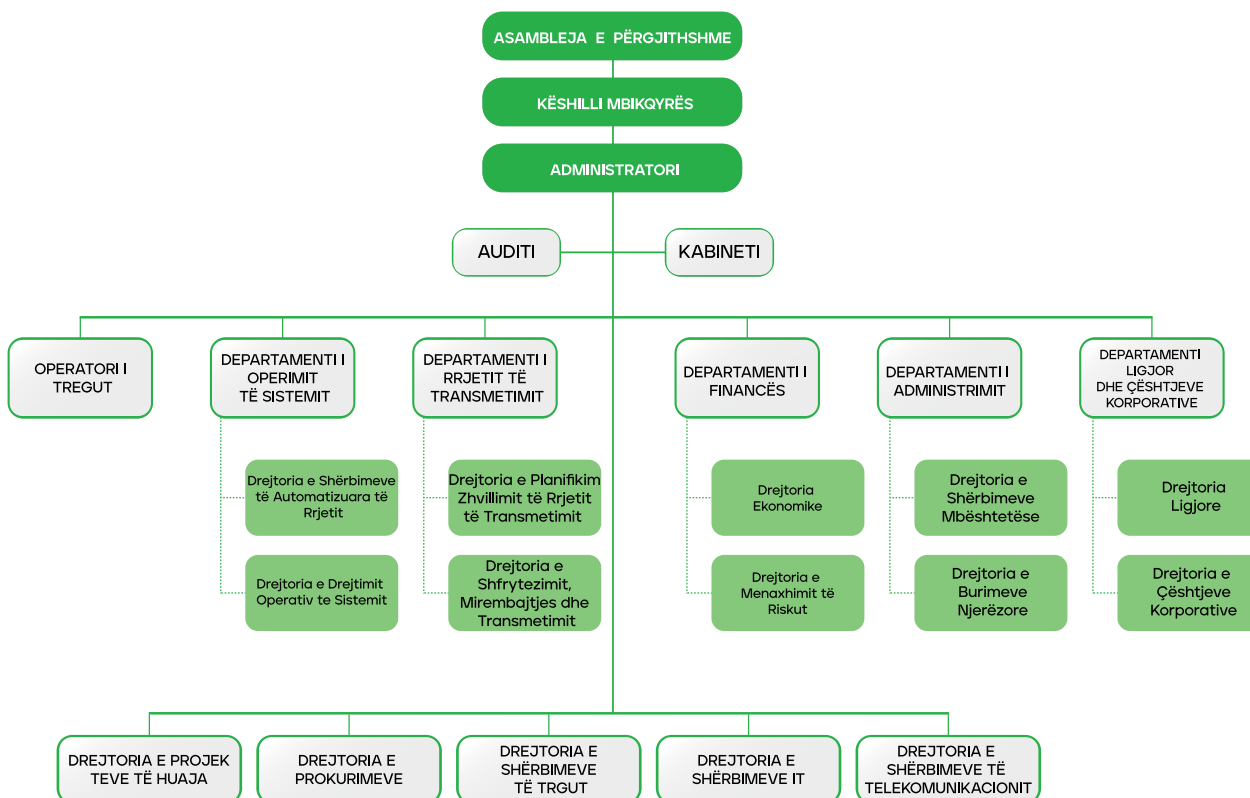 ASAMBLEJA E PËRGJITHSHME
KËSHILLI MBIKQYRËS
ADMINISTRATORI
AUDITI
KABINETI
OPERATORI I
TREGUT
DEPARTAMENTI I
OPERIMIT
TË SISTEMIT
DEPARTAMENTI I
RRJETIT TË
TRANSMETIMIT
DEPARTAMENTI I
FINANCËS
DEPARTAMENTI I
ADMINISTRIMIT
DEPARTAMENTI
LIGJOR
DHE ÇËSHTJEVE
KORPORATIVE
Drejtoria e Shërbimeve
të Automatizuara të
Rrjetit
Drejtoria e Planifikim
Zhvillimit të Rrjetit
të Transmetimit
Drejtoria
Ekonomike
Drejtoria e
Shërbimeve
Mbështetëse
Drejtoria
Ligjore
Drejtoria e Drejtimit
Operativ te Sistemit
Drejtoria e
Shfrytezimit,
Mirembajtjes dhe
Transmetimit
Drejtoria e
Menaxhimit të
Riskut
Drejtoria e
Burimeve
Njerëzore
Drejtoria e
Çështjeve
Korporative
DREJTORIA E PROJEK
TEVE TË HUAJA
DREJTORIA E
PROKURIMEVE
DREJTORIA E
SHËRBIMEVE
TË TRGUT
DREJTORIA E
SHËRBIMEVE IT
DREJTORIA E
SHËRBIMEVE TË
TELEKOMUNIKACIONIT